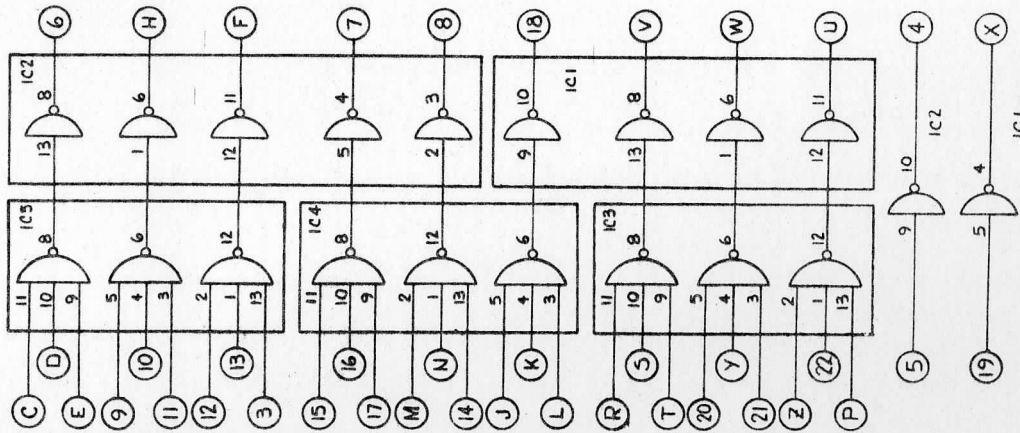 C 11
D 10 8 13 8 6
E 9
IC5 IC2
9 5
10 4 6 1 6 H
11 3
12 2
13 1 12 12 11 F
3 13
15 11
16 10 8 5 4 7
17 9
IC4
M 2
N 1 12 2 3 8
14 13
J 5
K 4 6 9 10 18
L 3
IC1
R 11
S 10 8 13 8 V
T 9
IC3
20 5
Y 4 6 1 6 W
21 3
Z 2
22 1 12 12 11 U
P 13
5 9 10 4
IC2
19 5 4 X